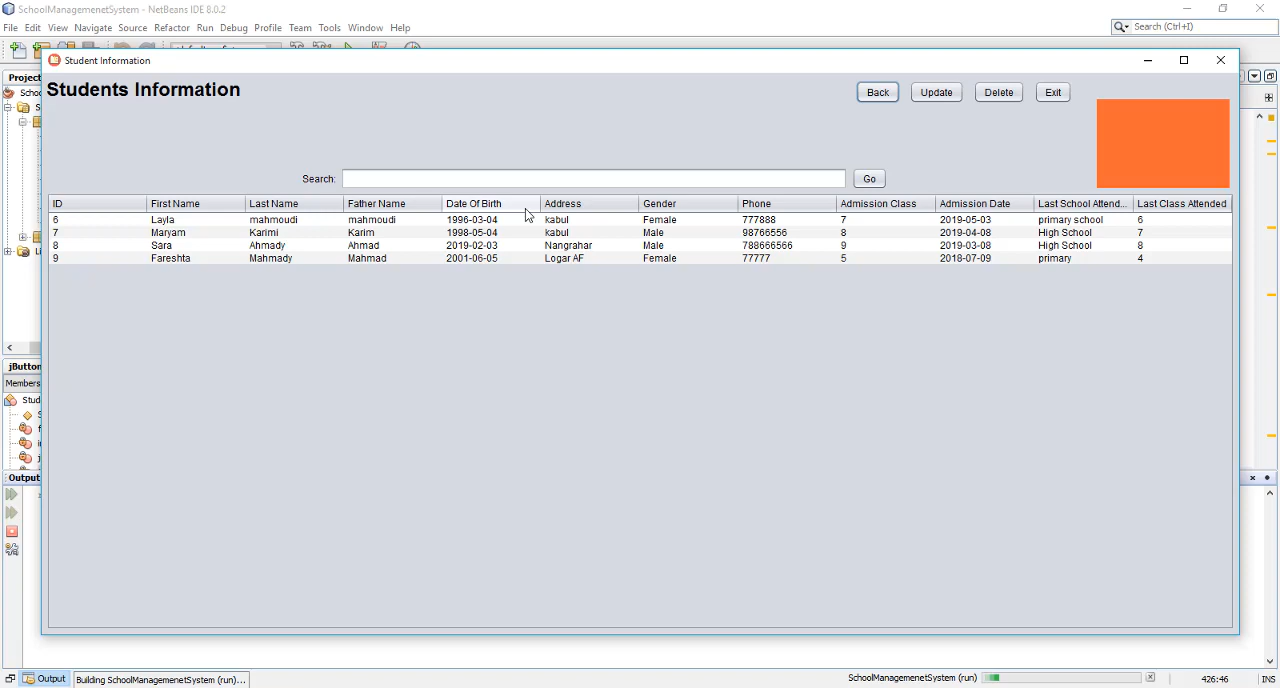 SchoolManagemenetSystem - NetBeans IDE 8.0.2
File Edit View Navigate Source Refactor Run Debug Profile Team Tools Window Help
Search (Ctrl+I)
Student Information
Students Information
Back Update Delete Exit
Search: Go
ID First Name Last Name Father Name Date Of Birth Address Gender Phone Admission Class Admission Date Last School Attend... Last Class Attended
6 Layla mahmoudi mahmoudi 1996-03-04 kabul Female 777888 7 2019-05-03 primary school 6
7 Maryam Karimi Karim 1998-05-04 kabul Male 98766556 8 2019-04-08 High School 7
8 Sara Ahmady Ahmad 2019-02-03 Nangrahar Male 788666566 9 2019-03-08 High School 8
9 Fareshta Mahmady Mahmad 2001-06-05 Logar AF Female 77777 5 2018-07-09 primary 4
Members
Output
Output Building SchoolManagemenetSystem (run)... SchoolManagemenetSystem (run) 426:46 INS